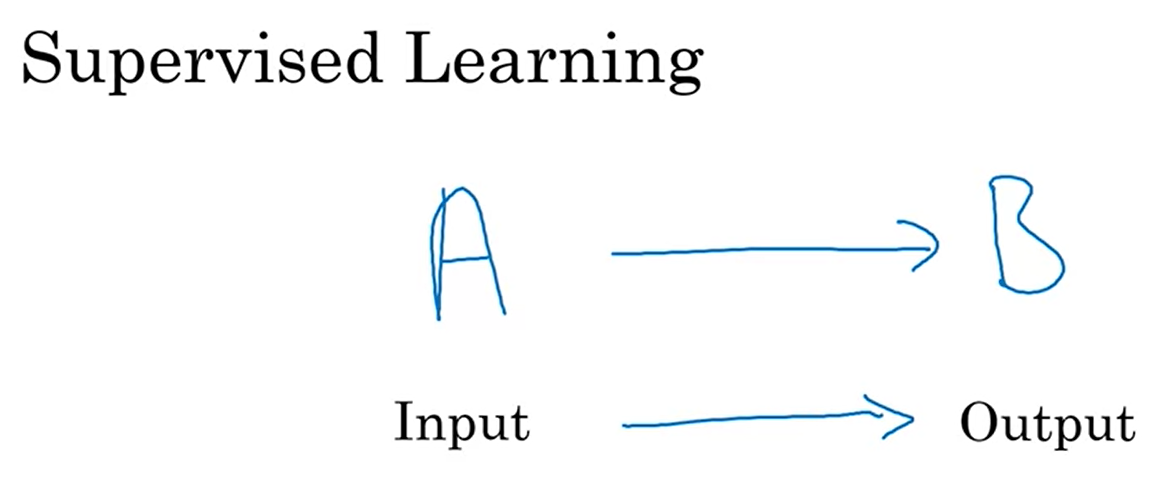 Supervised Learning
A → B
Input → Output